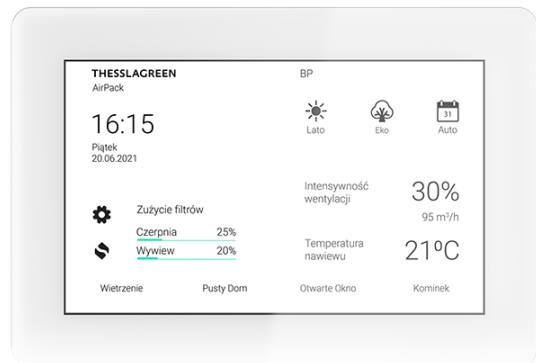 THESSLAGREEN
AirPack
BP
16:15
Piątek
20.06.2021
31
Lato
Eko
Auto
Zużycie filtrów
Czerpnia 25%
Wywiew 20%
Intensywność
wentylacji
30%
95 m³/h
Temperatura
nawiewu
21ºC
Wietrzenie
Pusty Dom
Otwarte Okno
Kominek